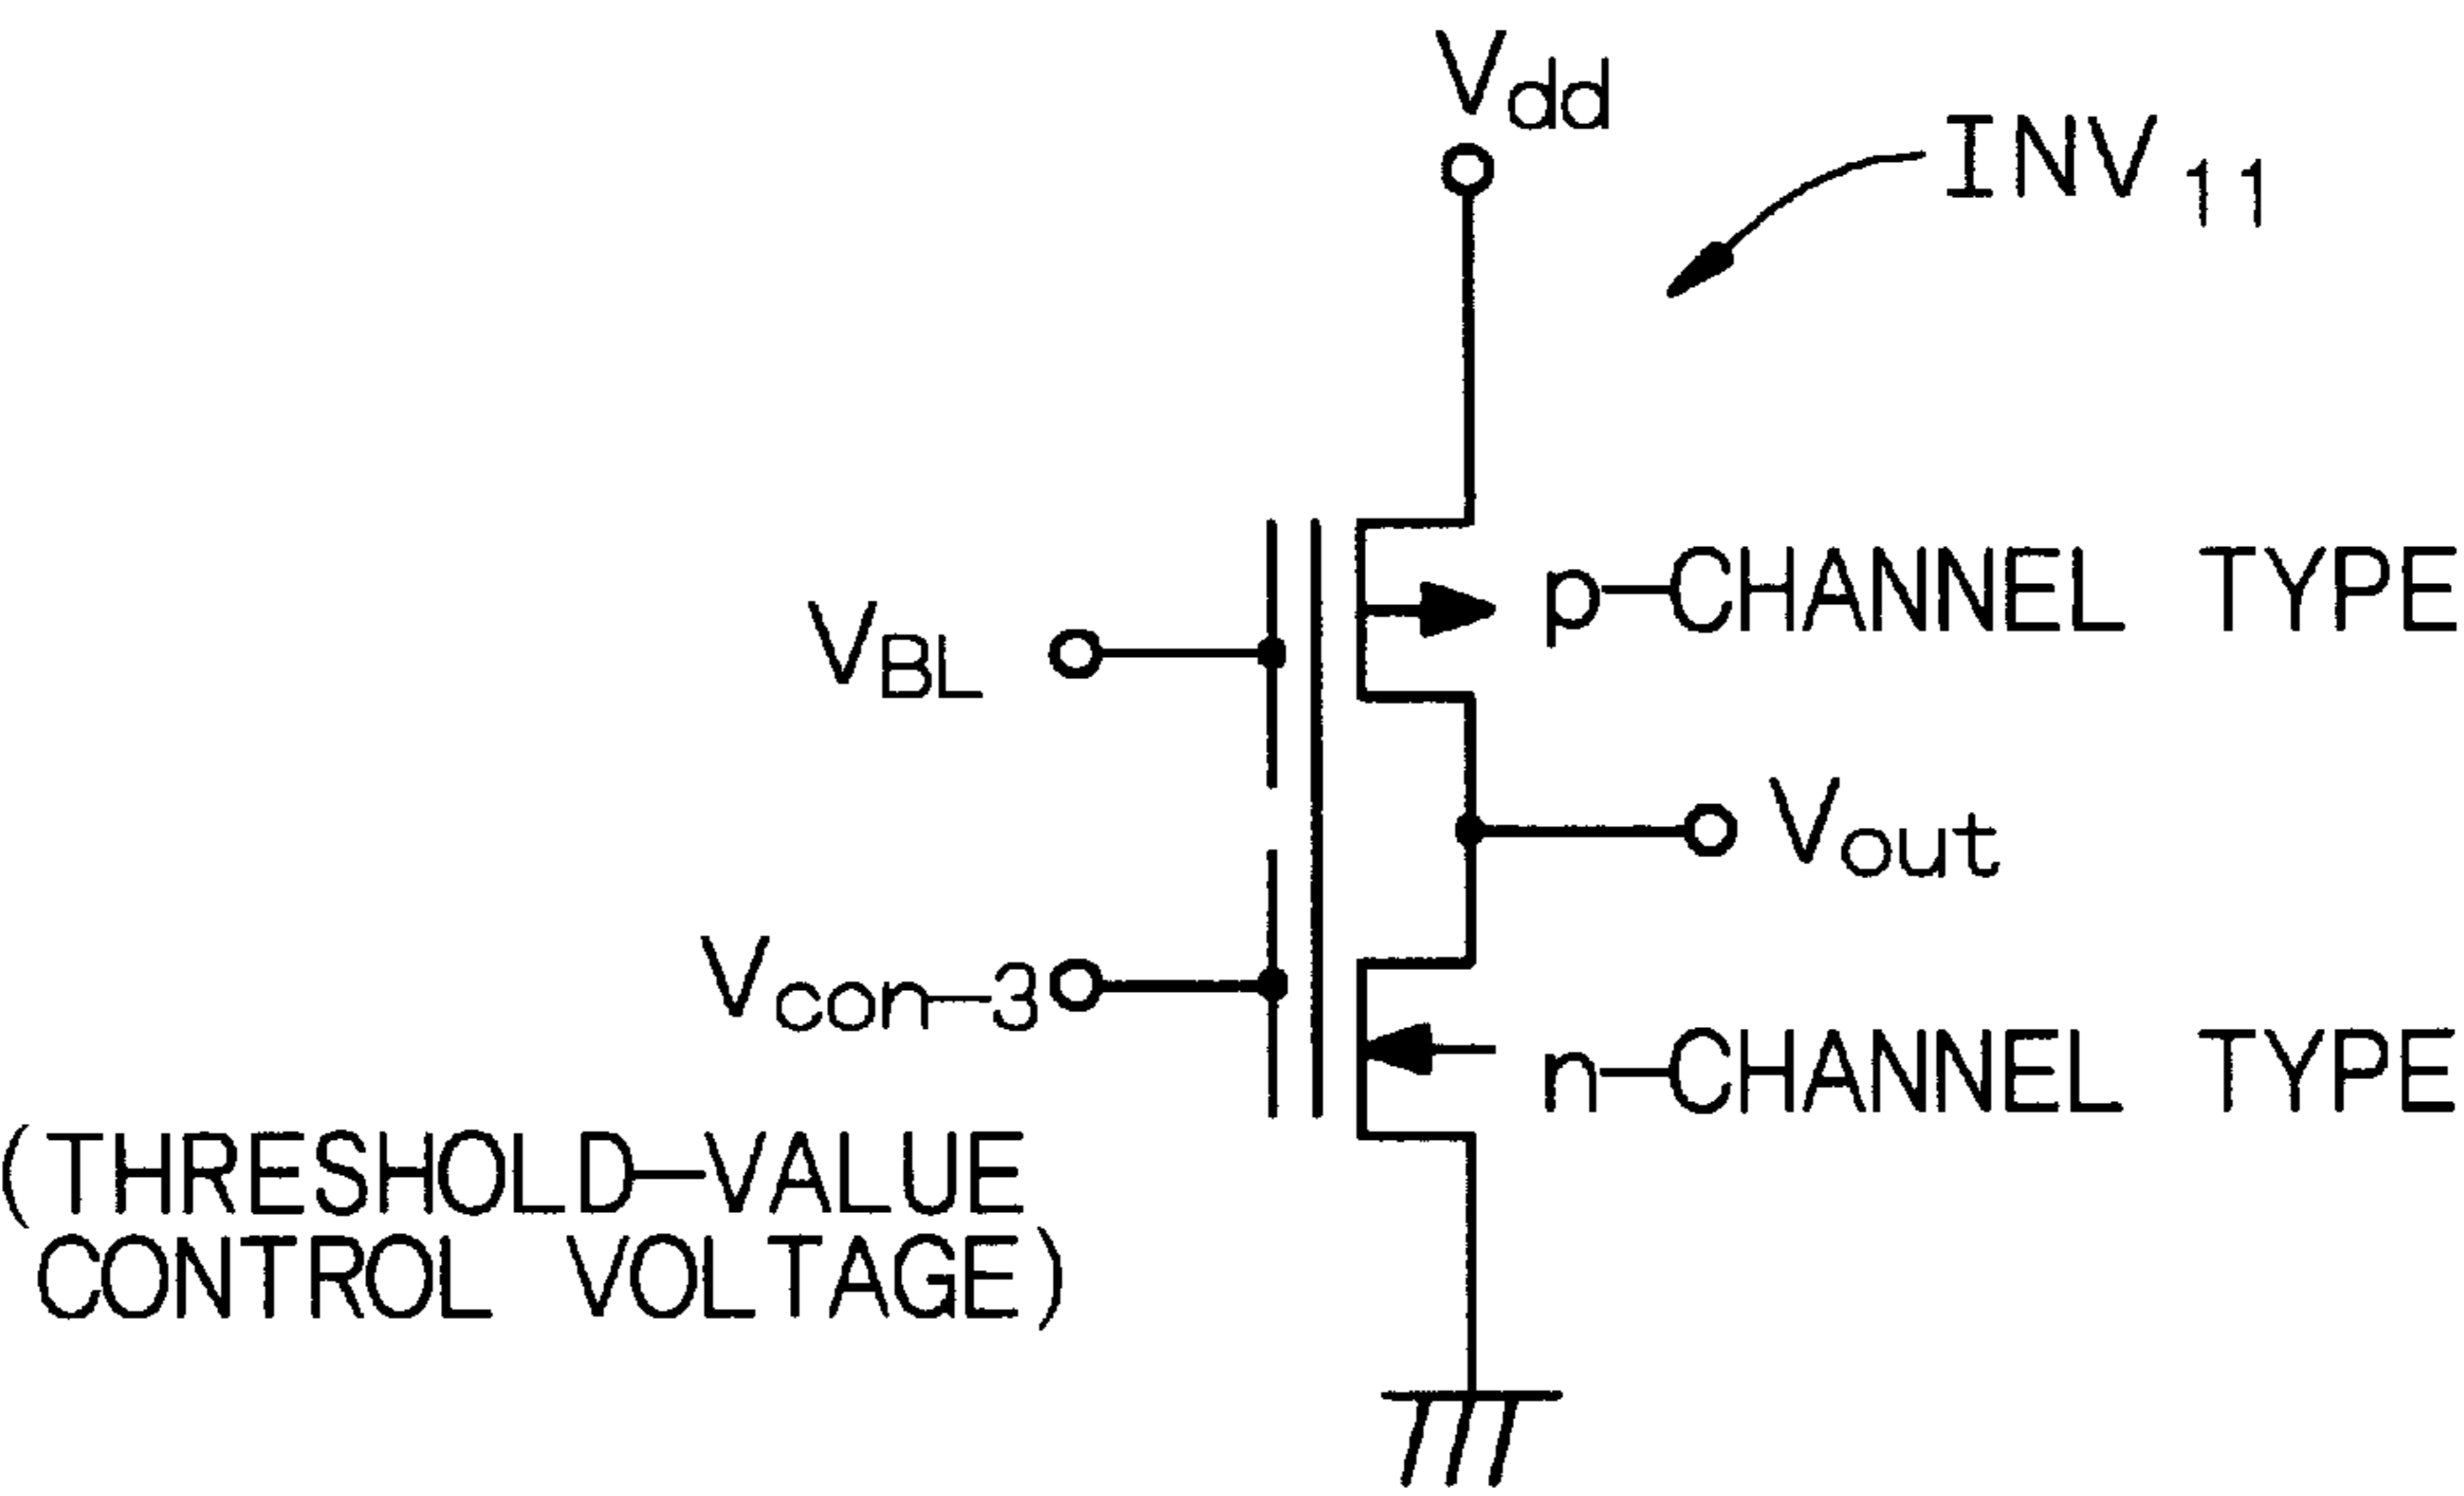 Vdd
INV11
p-CHANNEL TYPE
VBL
Vout
Vcon-3
n-CHANNEL TYPE
(THRESHOLD-VALUE
CONTROL VOLTAGE)